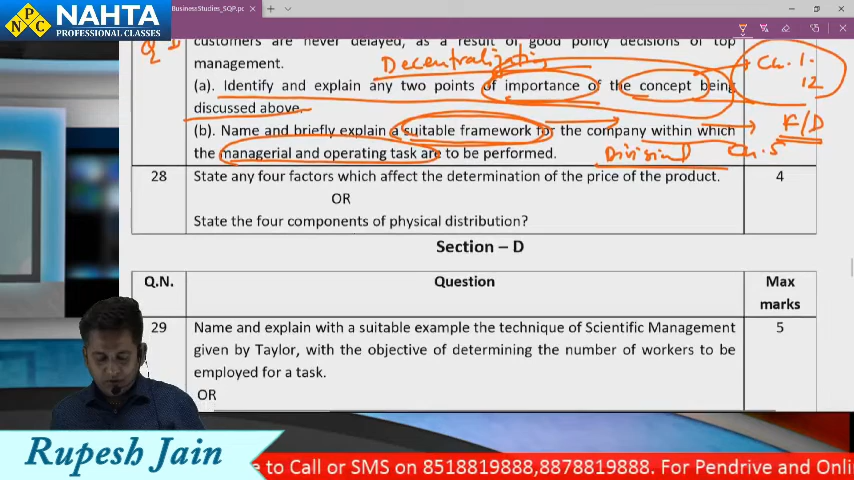 NPC
NAHTA
PROFESSIONAL CLASSES
BusinessStudies_SQP.pc
Q
customers are never delayed, as a result of good policy decisions of top
management.
Decentralization
(a). Identify and explain any two points of importance of the concept being
discussed above.
Ch. 1.
12
(b). Name and briefly explain a suitable framework for the company within which
F/D
the managerial and operating task are to be performed.
Divisional
Ch. 5
28
State any four factors which affect the determination of the price of the product.
4
OR
State the four components of physical distribution?
Section – D
Q.N.
Question
Max
marks
29
Name and explain with a suitable example the technique of Scientific Management
5
given by Taylor, with the objective of determining the number of workers to be
employed for a task.
OR
Rupesh Jain
e to Call or SMS on 8518819888,8878819888. For Pendrive and Onli